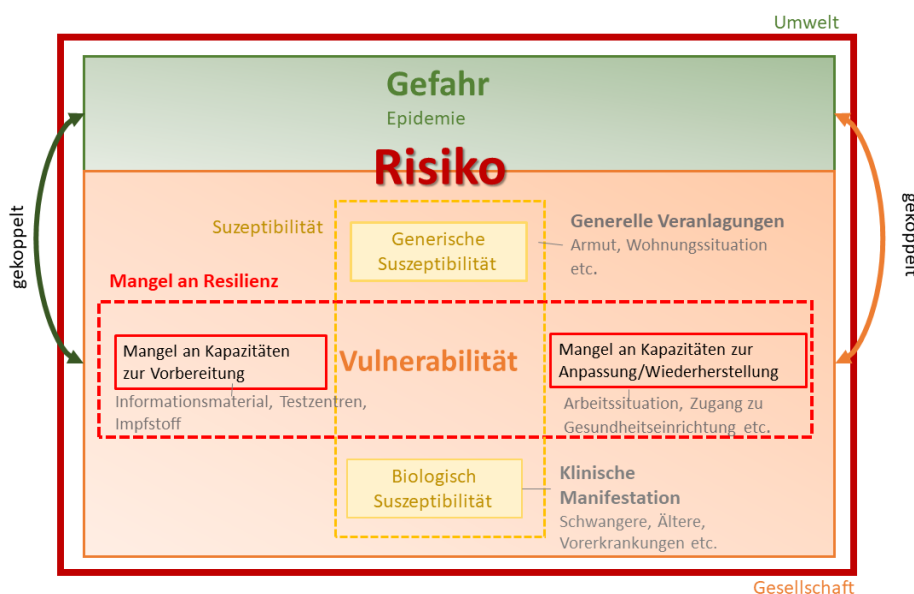 Umwelt
gekoppelt
Gefahr
Epidemie
Risiko
gekoppelt
Suzeptibilität
Generische
Suszeptibilität
Generelle Veranlagungen
Armut, Wohnungssituation
etc.
Mangel an Resilienz
Mangel an Kapazitäten
zur Vorbereitung
Informationsmaterial, Testzentren,
Impfstoff
Vulnerabilität
Mangel an Kapazitäten zur
Anpassung/Wiederherstellung
Arbeitssituation, Zugang zu
Gesundheitseinrichtung etc.
Biologisch
Suszeptibilität
Klinische
Manifestation
Schwangere, Ältere,
Vorerkrankungen etc.
Gesellschaft